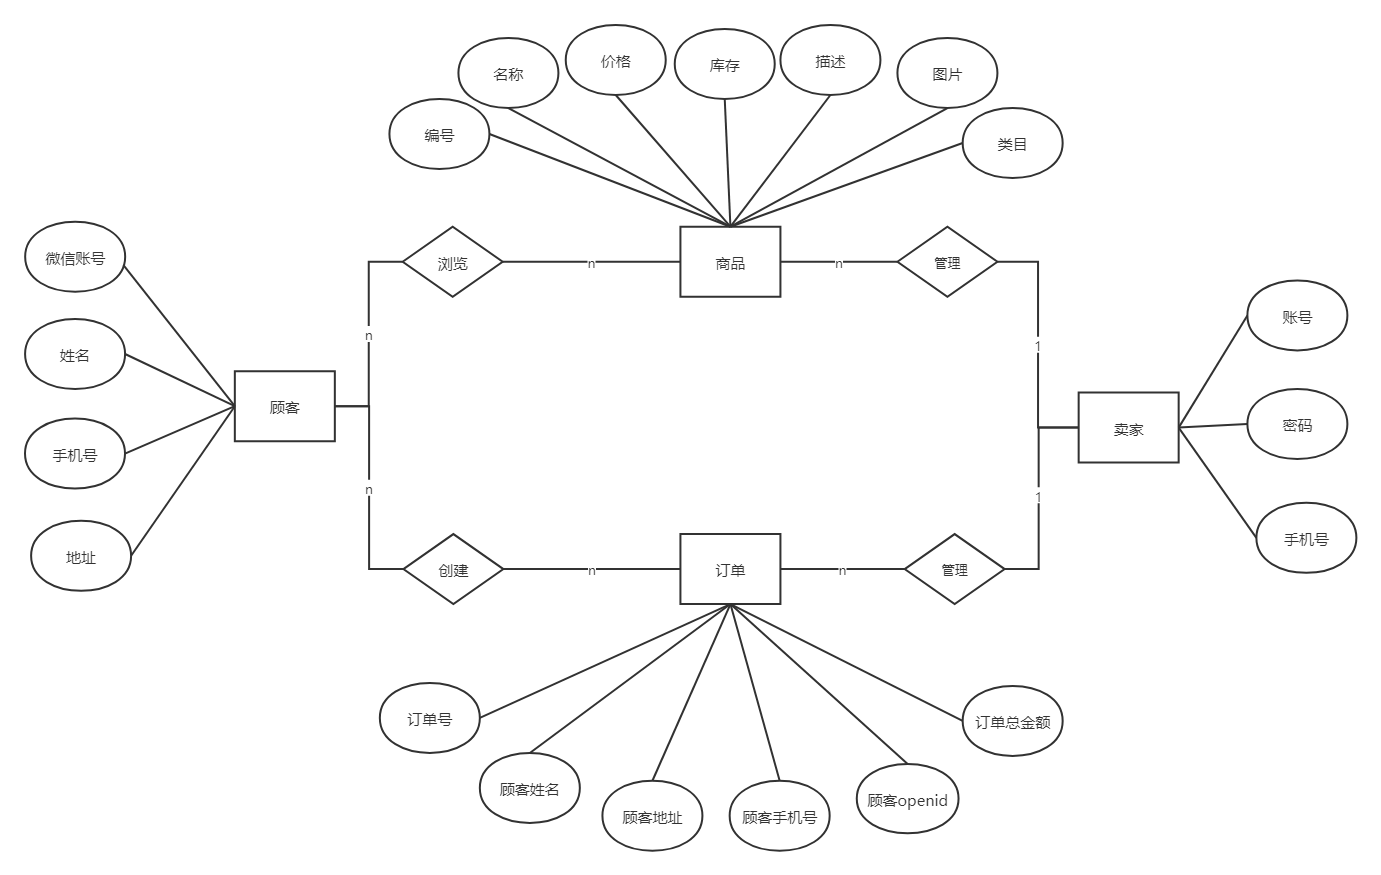 名称
价格
库存
描述
图片
编号
类目
微信账号
浏览
n
商品
n
管理
账号
n
1
姓名
顾客
卖家
密码
手机号
n
1
手机号
地址
创建
n
订单
n
管理
订单号
订单总金额
顾客姓名
顾客地址
顾客手机号
顾客openid